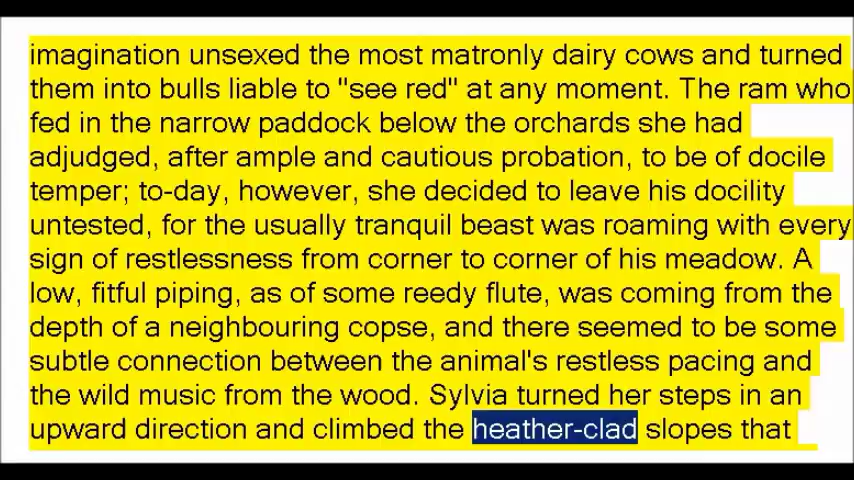 imagination unsexed the most matronly dairy cows and turned
them into bulls liable to "see red" at any moment. The ram who
fed in the narrow paddock below the orchards she had
adjudged, after ample and cautious probation, to be of docile
temper; to-day, however, she decided to leave his docility
untested, for the usually tranquil beast was roaming with every
sign of restlessness from corner to corner of his meadow. A
low, fitful piping, as of some reedy flute, was coming from the
depth of a neighbouring copse, and there seemed to be some
subtle connection between the animal's restless pacing and
the wild music from the wood. Sylvia turned her steps in an
upward direction and climbed the heather-clad slopes that